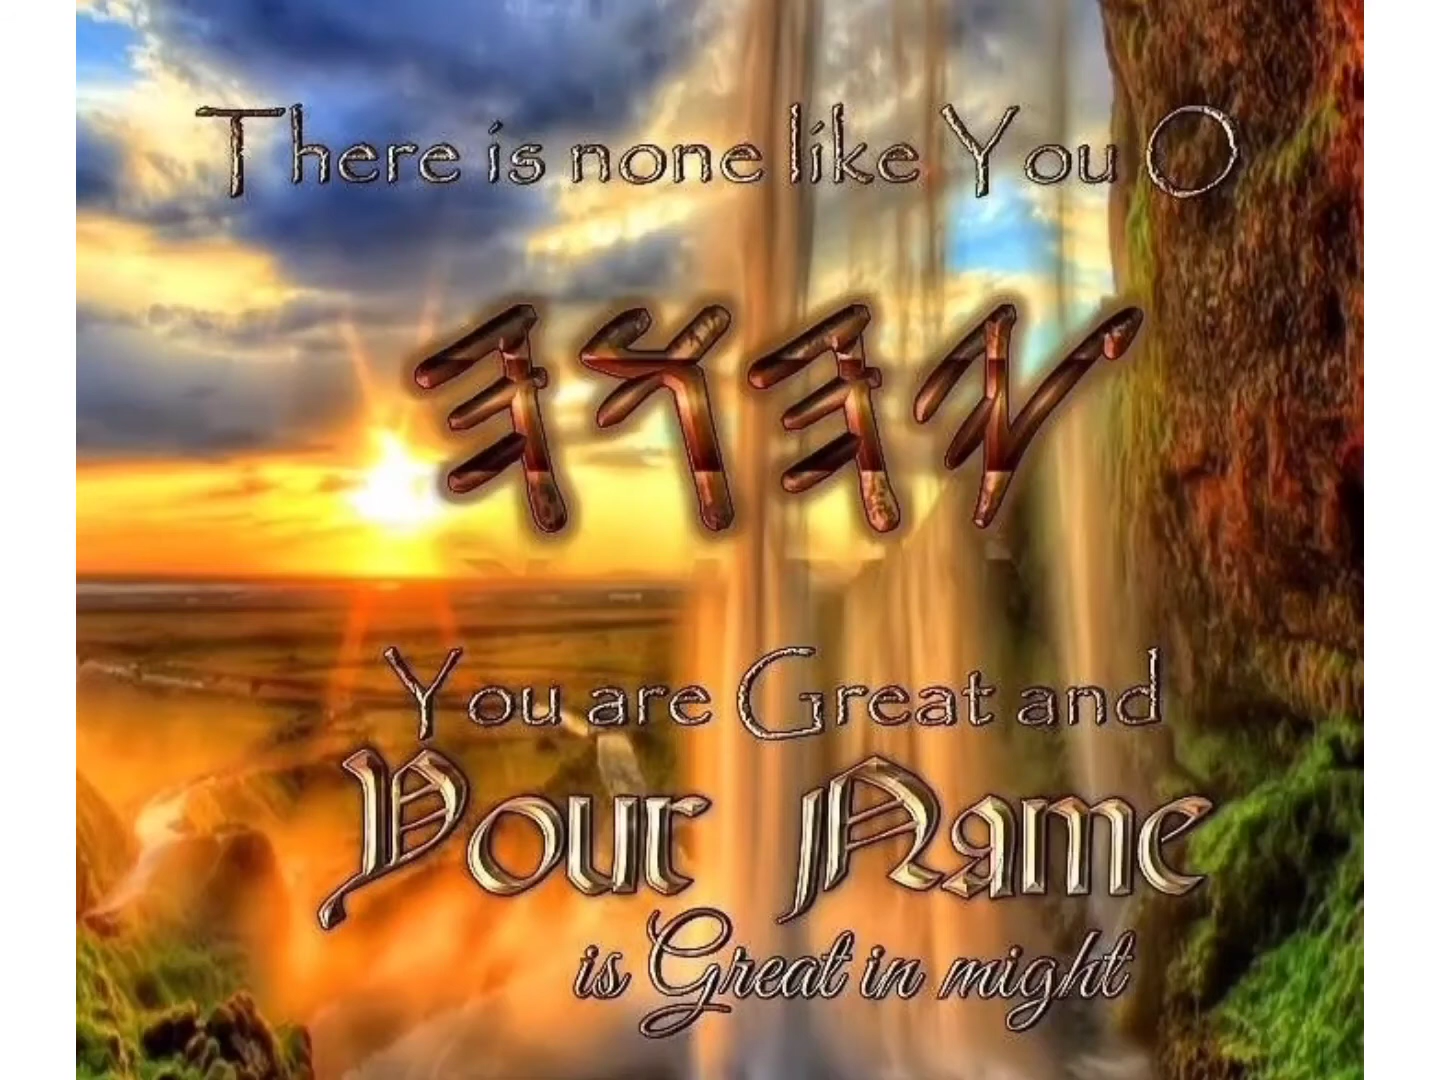 There is none like You O
𐤉𐤄𐤅𐤄
You are Great and
Your Name
is Great in might